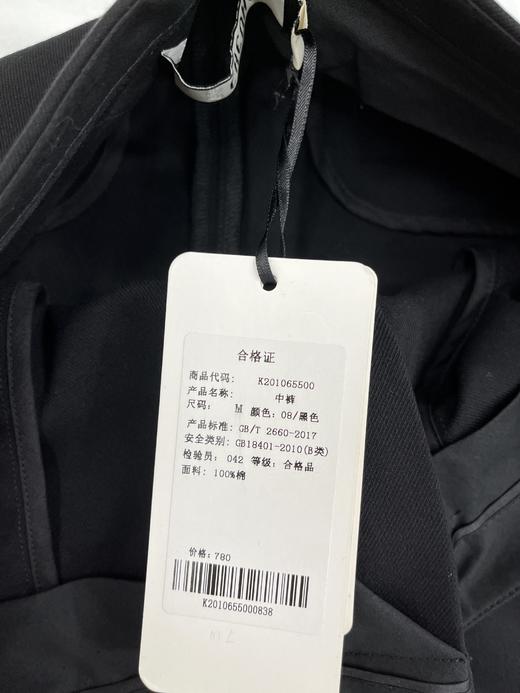 合格证
商品代码: K201065500
产品名称: 中裤
尺码: M 颜色: 08/黑色
产品标准: GB/T 2660-2017
安全类别: GB18401-2010(B类)
检验员: 042 等级: 合格品
面料: 100%棉
价格: 780
K2010655000838